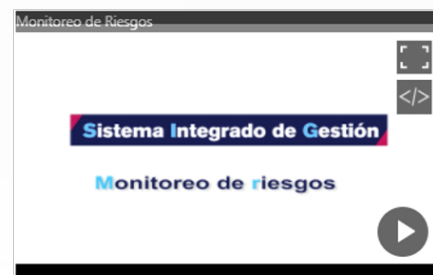 Monitoreo de Riesgos
</>
Sistema Integrado de Gestión
Monitoreo de riesgos